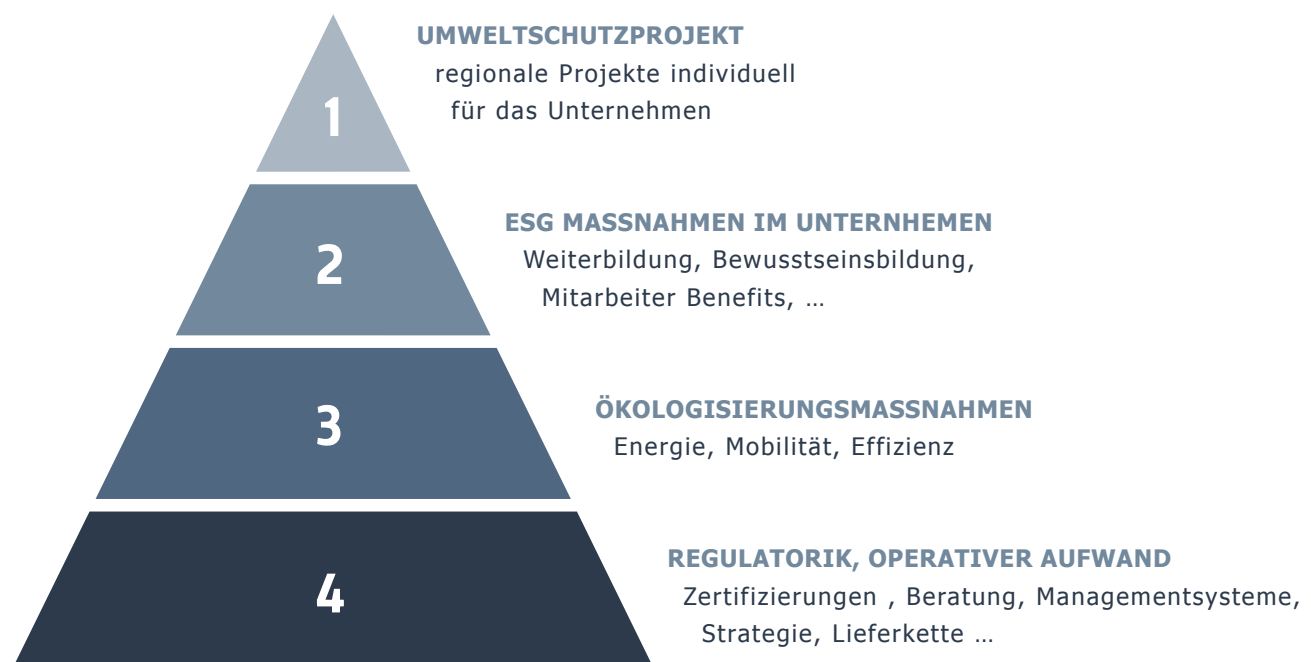 1
UMWELTSCHUTZPROJEKT
regionale Projekte individuell
für das Unternehmen
2
ESG MASSNAHMEN IM UNTERNHEMEN
Weiterbildung, Bewusstseinsbildung,
Mitarbeiter Benefits, …
3
ÖKOLOGISIERUNGSMASSNAHMEN
Energie, Mobilität, Effizienz
4
REGULATORIK, OPERATIVER AUFWAND
Zertifizierungen , Beratung, Managementsysteme,
Strategie, Lieferkette …